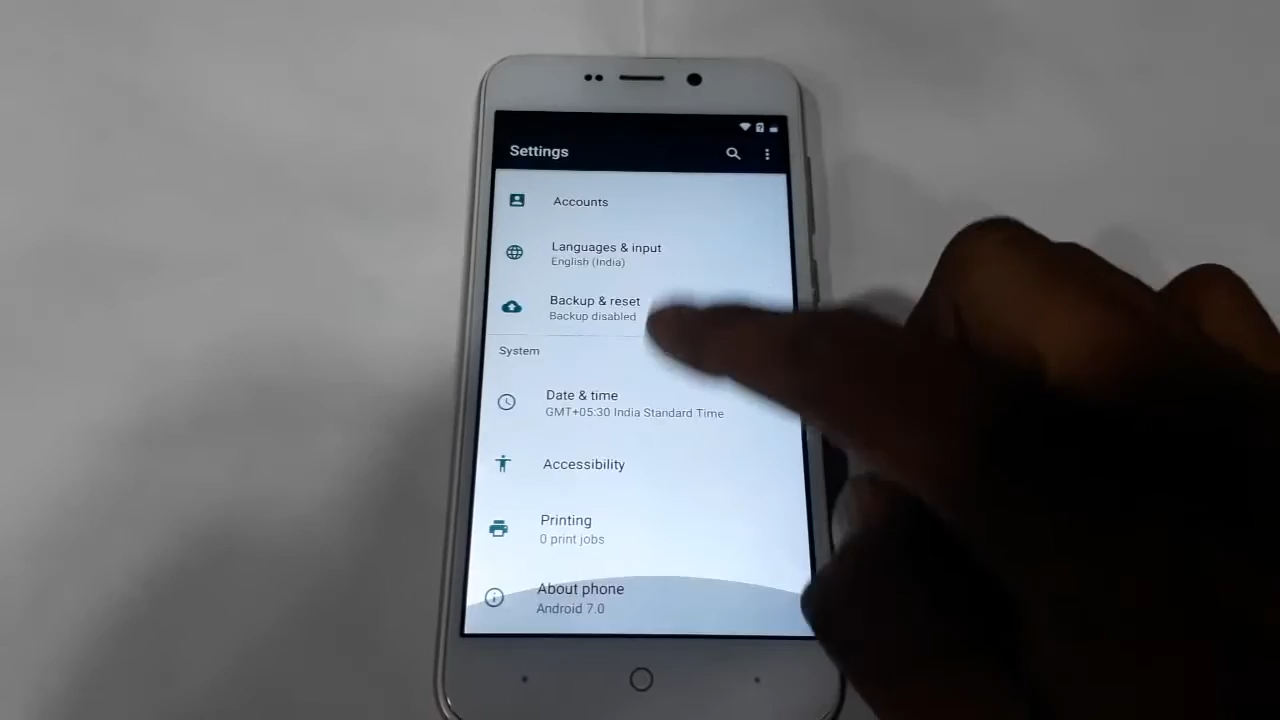 Settings
Accounts
Languages & input
English (India)
Backup & reset
Backup disabled
System
Date & time
GMT+05:30 India Standard Time
Accessibility
Printing
0 print jobs
About phone
Android 7.0